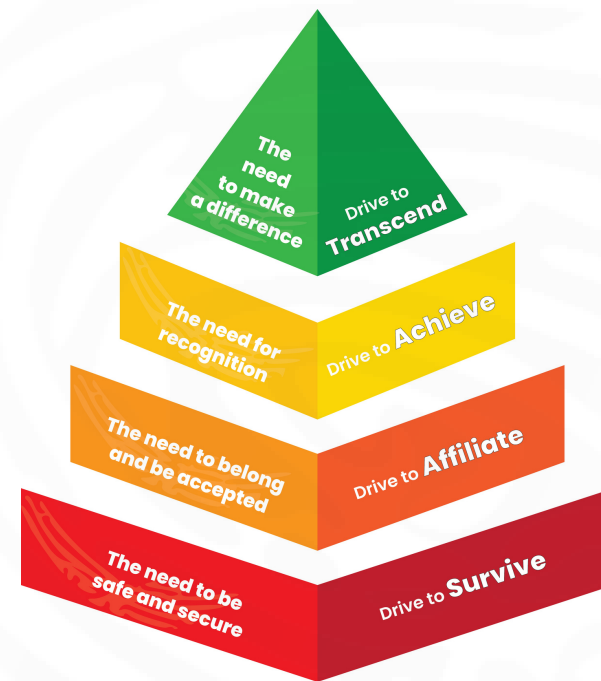 The
need
to make
a difference
Drive to
Transcend
The need for
recognition
Drive to Achieve
The need to belong
and be accepted
Drive to Affiliate
The need to be
safe and secure
Drive to Survive